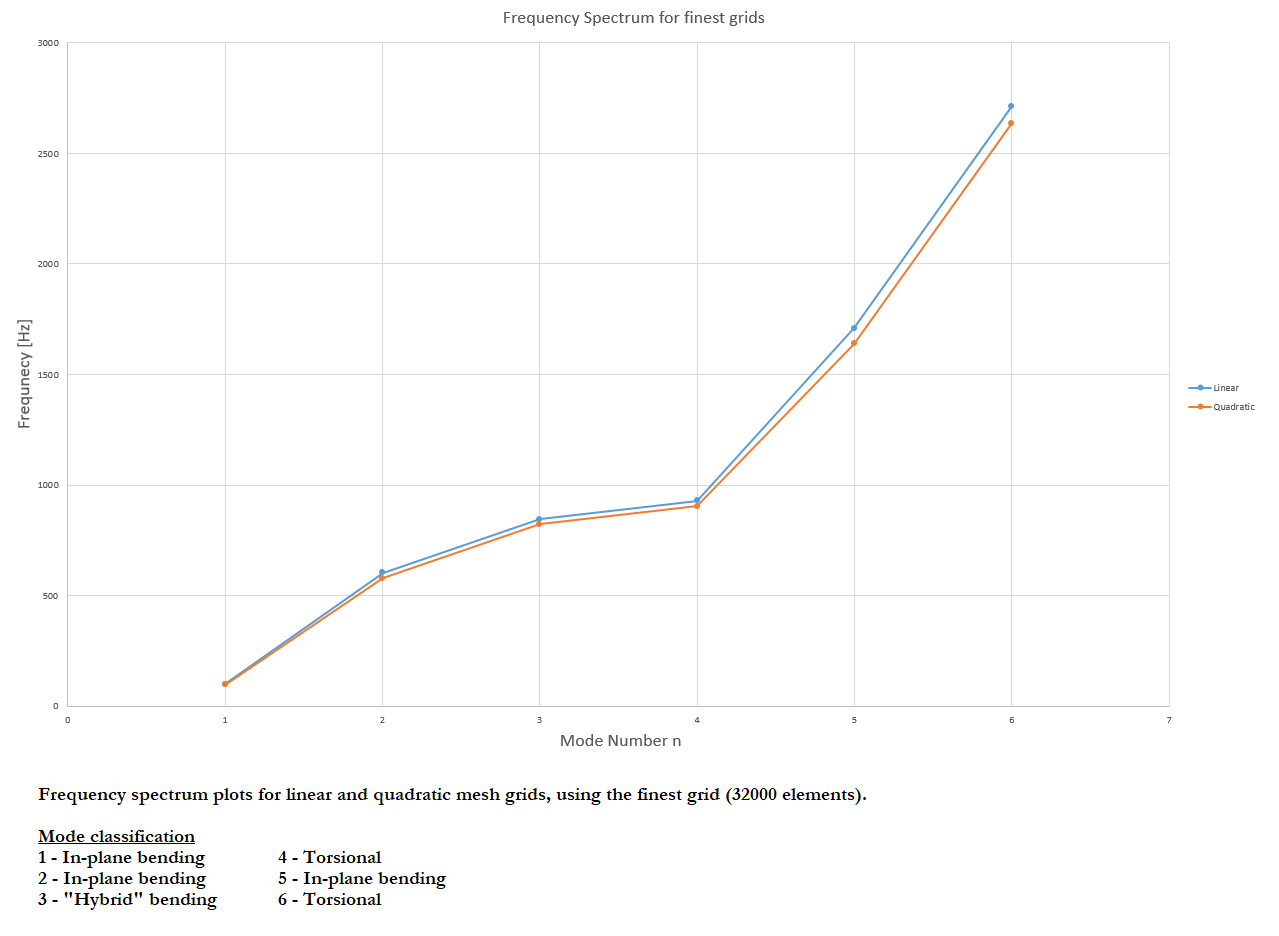 Frequency Spectrum for finest grids
3000
2500
2000
1500
1000
500
0
Frequnecy [Hz]
0 1 2 3 4 5 6 7
Mode Number n
Linear
Quadratic
Frequency spectrum plots for linear and quadratic mesh grids, using the finest grid (32000 elements).
Mode classification
1 - In-plane bending 4 - Torsional
2 - In-plane bending 5 - In-plane bending
3 - "Hybrid" bending 6 - Torsional